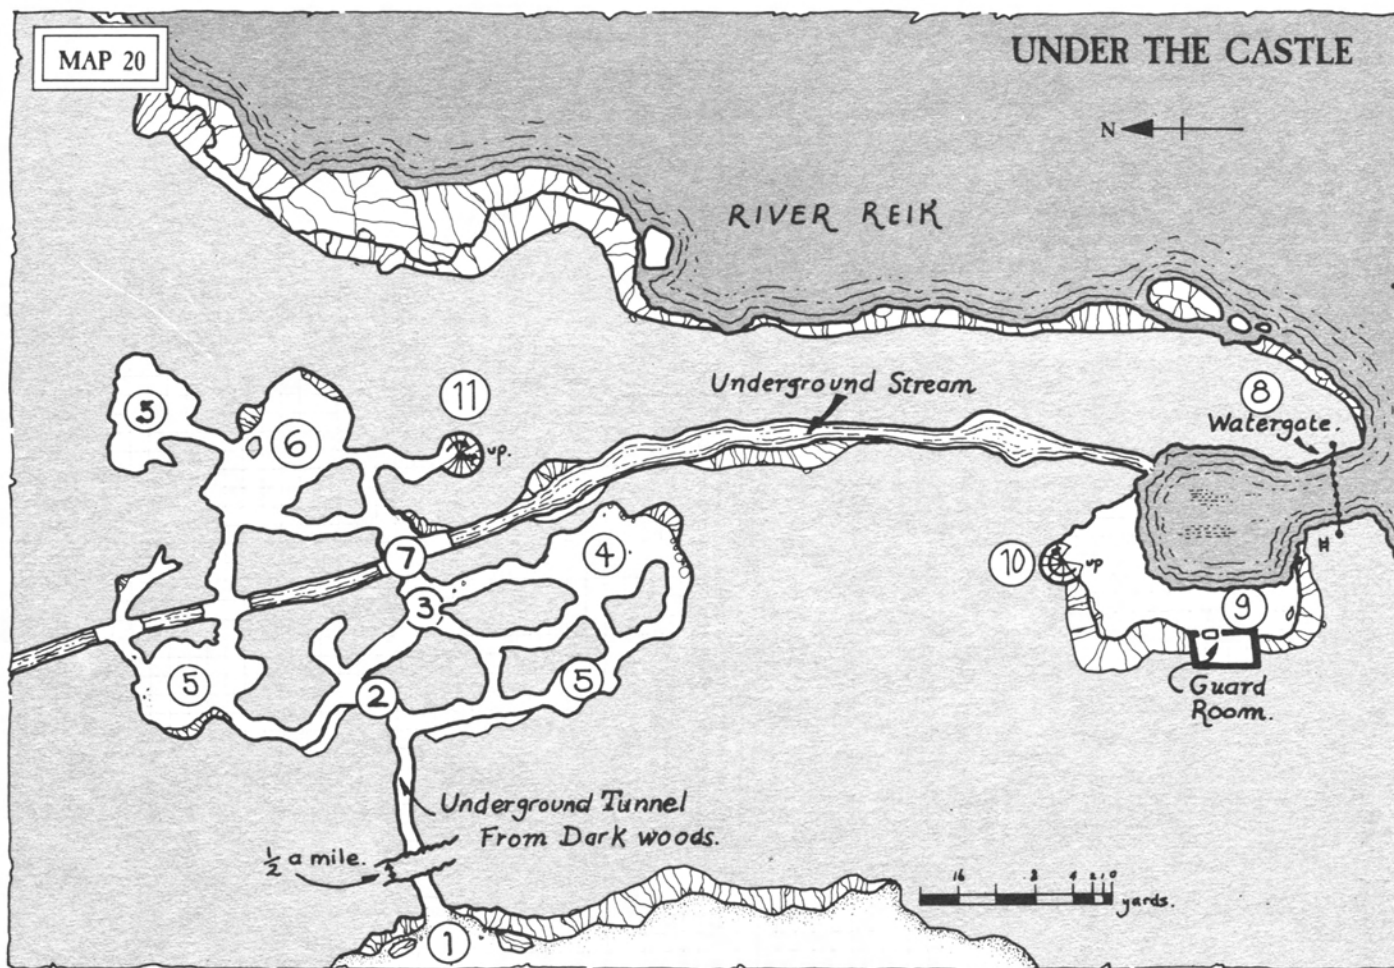 MAP 20
UNDER THE CASTLE
N
RIVER REIK
Underground Stream
8
Watergate.
5
6
11
up.
7
4
10
up
H
3
9
5
2
5
Guard
Room.
Underground Tunnel
From Dark woods.
½ a mile.
16 8 4 2 1 0
yards.
1